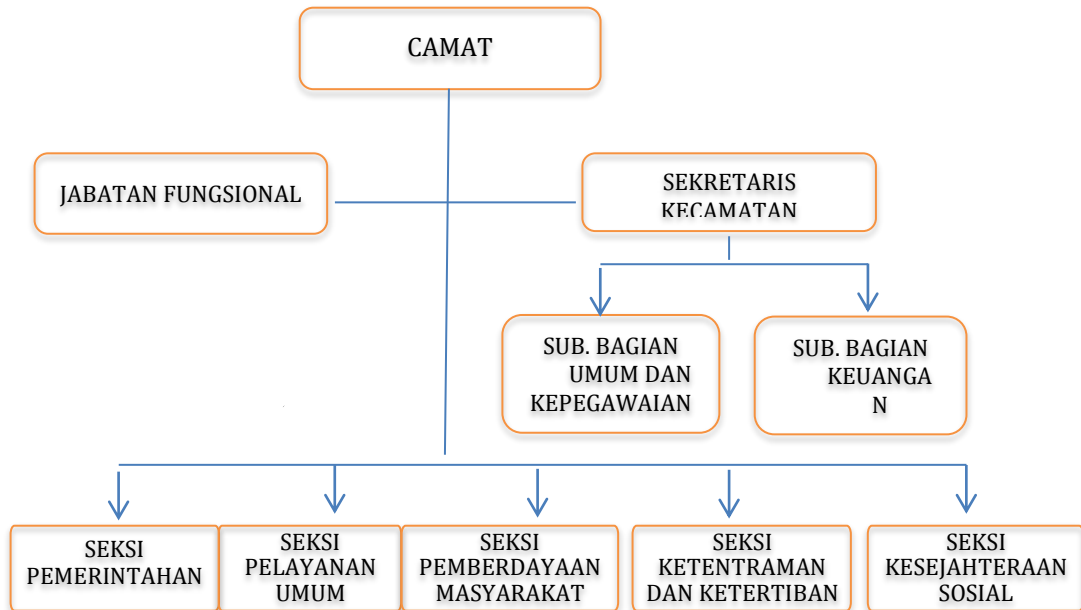 CAMAT
JABATAN FUNGSIONAL
SEKRETARIS
KECAMATAN
SUB. BAGIAN
UMUM DAN
KEPEGAWAIAN
SUB. BAGIAN
KEUANGA
N
SEKSI
PEMERINTAHAN
SEKSI
PELAYANAN
UMUM
SEKSI
PEMBERDAYAAN
MASYARAKAT
SEKSI
KETENTRAMAN
DAN KETERTIBAN
SEKSI
KESEJAHTERAAN
SOSIAL